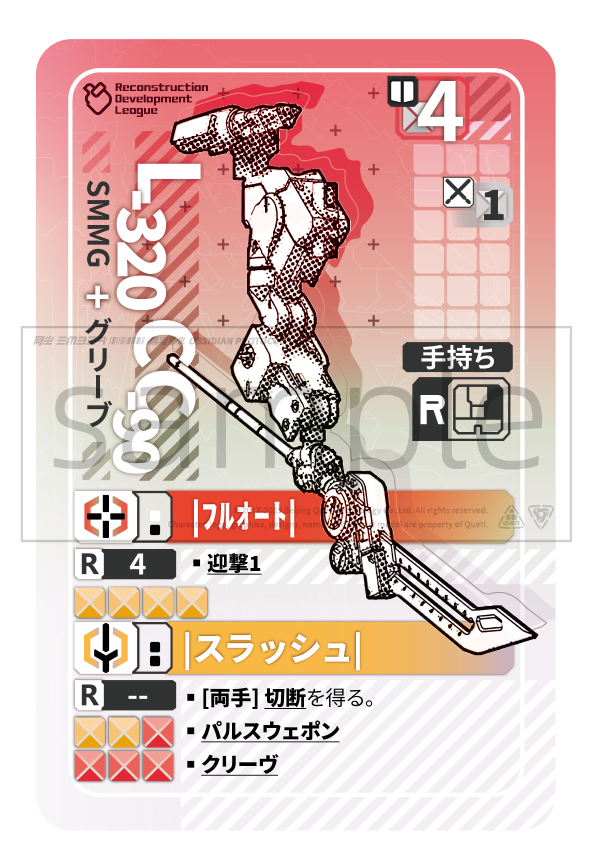 Reconstruction
Development
League
4
1
L-320 CC-90
SMMG + グリーブ
手持ち
R
sample
|フルオート|
R 4
▪ 迎撃1
|スラッシュ|
R --
▪ [両手] 切断を得る。
▪ パルスウェポン
▪ クリーヴ